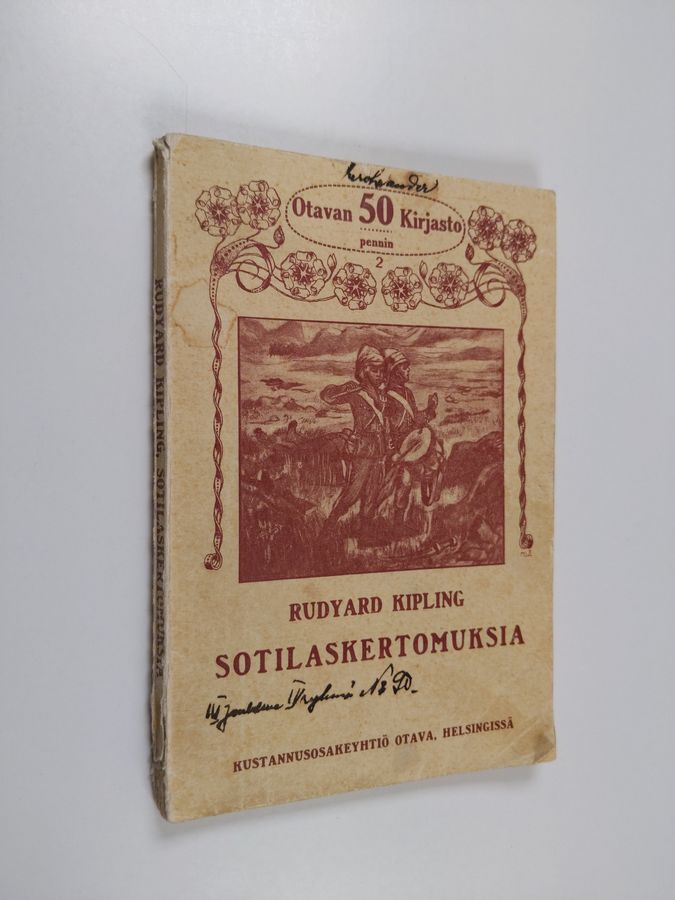 Otavan 50 Kirjasto
pennin
2
RUDYARD KIPLING
SOTILASKERTOMUKSIA
KUSTANNUSOSAKEYHTIÖ OTAVA, HELSINGISSÄ
RUDYARD KIPLING, SOTILASKERTOMUKSIA